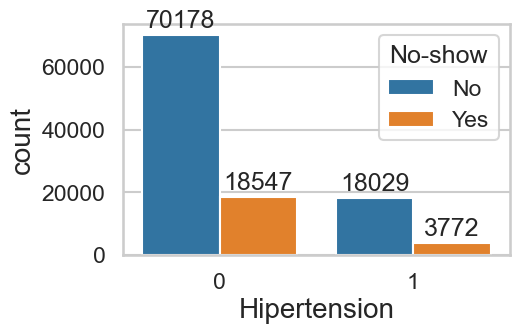 70178
60000
40000
20000
0
count
No-show
No
Yes
18547
18029
3772
0
1
Hipertension